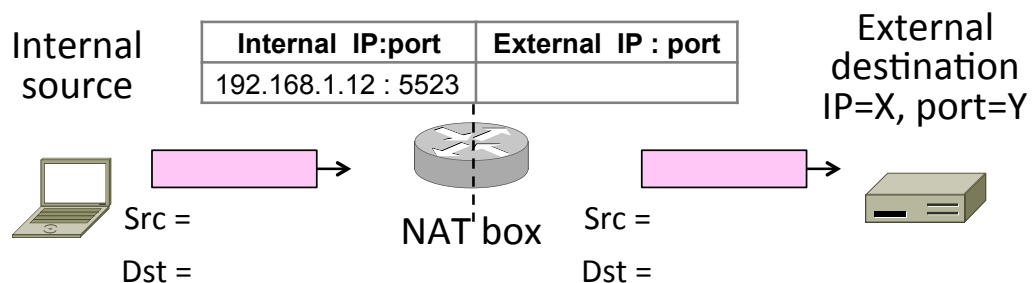 Internal
source
Internal IP:port External IP : port
192.168.1.12 : 5523
External
destination
IP=X, port=Y
Src =
Dst =
NAT box
Src =
Dst =